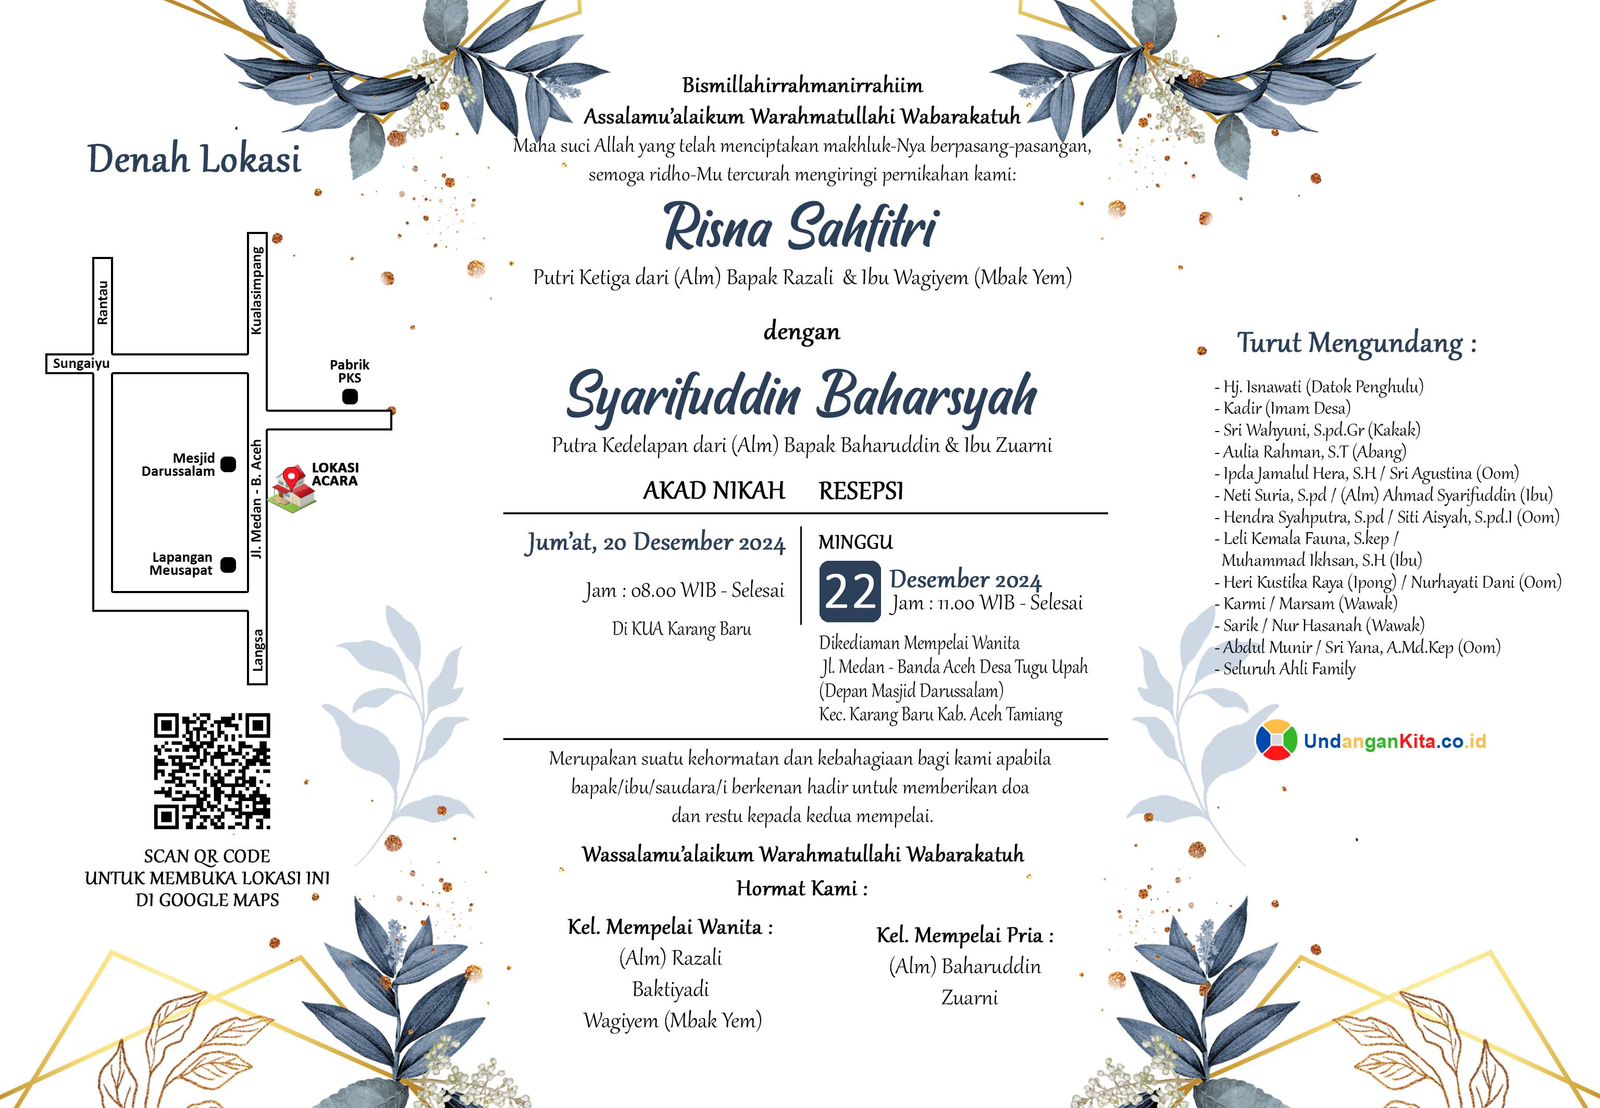 Denah Lokasi
Rantau
Kualasimpang
Sungaiyu
Pabrik
PKS
Mesjid
Darussalam
Jl. Medan - B. Aceh
LOKASI
ACARA
Lapangan
Meusapat
Langsa
SCAN QR CODE
UNTUK MEMBUKA LOKASI INI
DI GOOGLE MAPS
Bismillahirrahmanirrahiim
Assalamu'alaikum Warahmatullahi Wabarakatuh
Maha suci Allah yang telah menciptakan makhluk-Nya berpasang-pasangan,
semoga ridho-Mu tercurah mengiringi pernikahan kami:
Risna Sahfitri
Putri Ketiga dari (Alm) Bapak Razali & Ibu Wagiyem (Mbak Yem)
dengan
Syarifuddin Baharsyah
Putra Kedelapan dari (Alm) Bapak Baharuddin & Ibu Zuarni
AKAD NIKAH
Jum'at, 20 Desember 2024
Jam : 08.00 WIB - Selesai
Di KUA Karang Baru
RESEPSI
MINGGU
22
Desember 2024
Jam : 11.00 WIB - Selesai
Dikediaman Mempelai Wanita
Jl. Medan - Banda Aceh Desa Tugu Upah
(Depan Masjid Darussalam)
Kec. Karang Baru Kab. Aceh Tamiang
Merupakan suatu kehormatan dan kebahagiaan bagi kami apabila
bapak/ibu/saudara/i berkenan hadir untuk memberikan doa
dan restu kepada kedua mempelai.
Wassalamu'alaikum Warahmatullahi Wabarakatuh
Hormat Kami :
Kel. Mempelai Wanita :
(Alm) Razali
Baktiyadi
Wagiyem (Mbak Yem)
Kel. Mempelai Pria :
(Alm) Baharuddin
Zuarni
Turut Mengundang :
- Hj. Isnawati (Datok Penghulu)
- Kadir (Imam Desa)
- Sri Wahyuni, S.pd.Gr (Kakak)
- Aulia Rahman, S.T (Abang)
- Ipda Jamalul Hera, S.H / Sri Agustina (Oom)
- Neti Suria, S.pd / (Alm) Ahmad Syarifuddin (Ibu)
- Hendra Syahputra, S.pd / Siti Aisyah, S.pd.I (Oom)
- Leli Kemala Fauna, S.kep /
Muhammad Ikhsan, S.H (Ibu)
- Heri Kustika Raya (Ipong) / Nurhayati Dani (Oom)
- Karmi / Marsam (Wawak)
- Sarik / Nur Hasanah (Wawak)
- Abdul Munir / Sri Yana, A.Md.Kep (Oom)
- Seluruh Ahli Family
UndanganKita.co.id